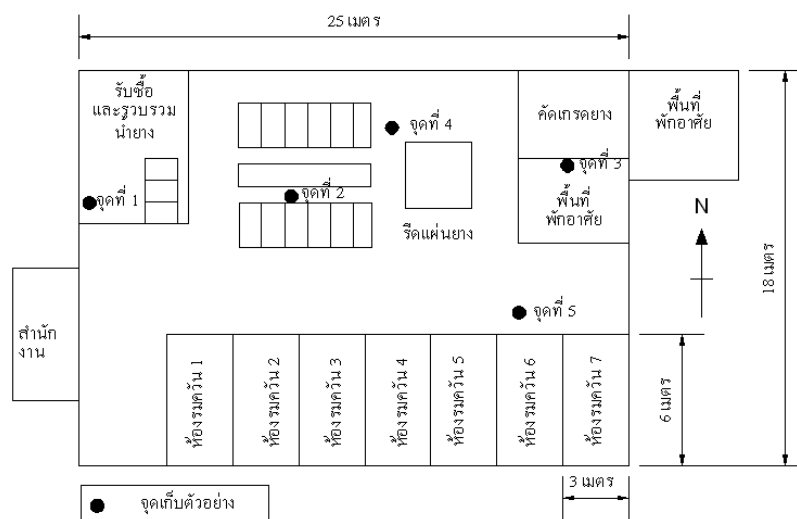 25 เมตร
รับซื้อ
และรวบรวม
น้ำยาง
จุดที่ 4
คัดเกรดยาง
พื้นที่
พักอาศัย
จุดที่ 3
จุดที่ 1
จุดที่ 2
พื้นที่
พักอาศัย
รีดแผ่นยาง
N
18 เมตร
จุดที่ 5
สำนัก
งาน
ห้องรมควัน 1
ห้องรมควัน 2
ห้องรมควัน 3
ห้องรมควัน 4
ห้องรมควัน 5
ห้องรมควัน 6
ห้องรมควัน 7
6 เมตร
3 เมตร
จุดเก็บตัวอย่าง